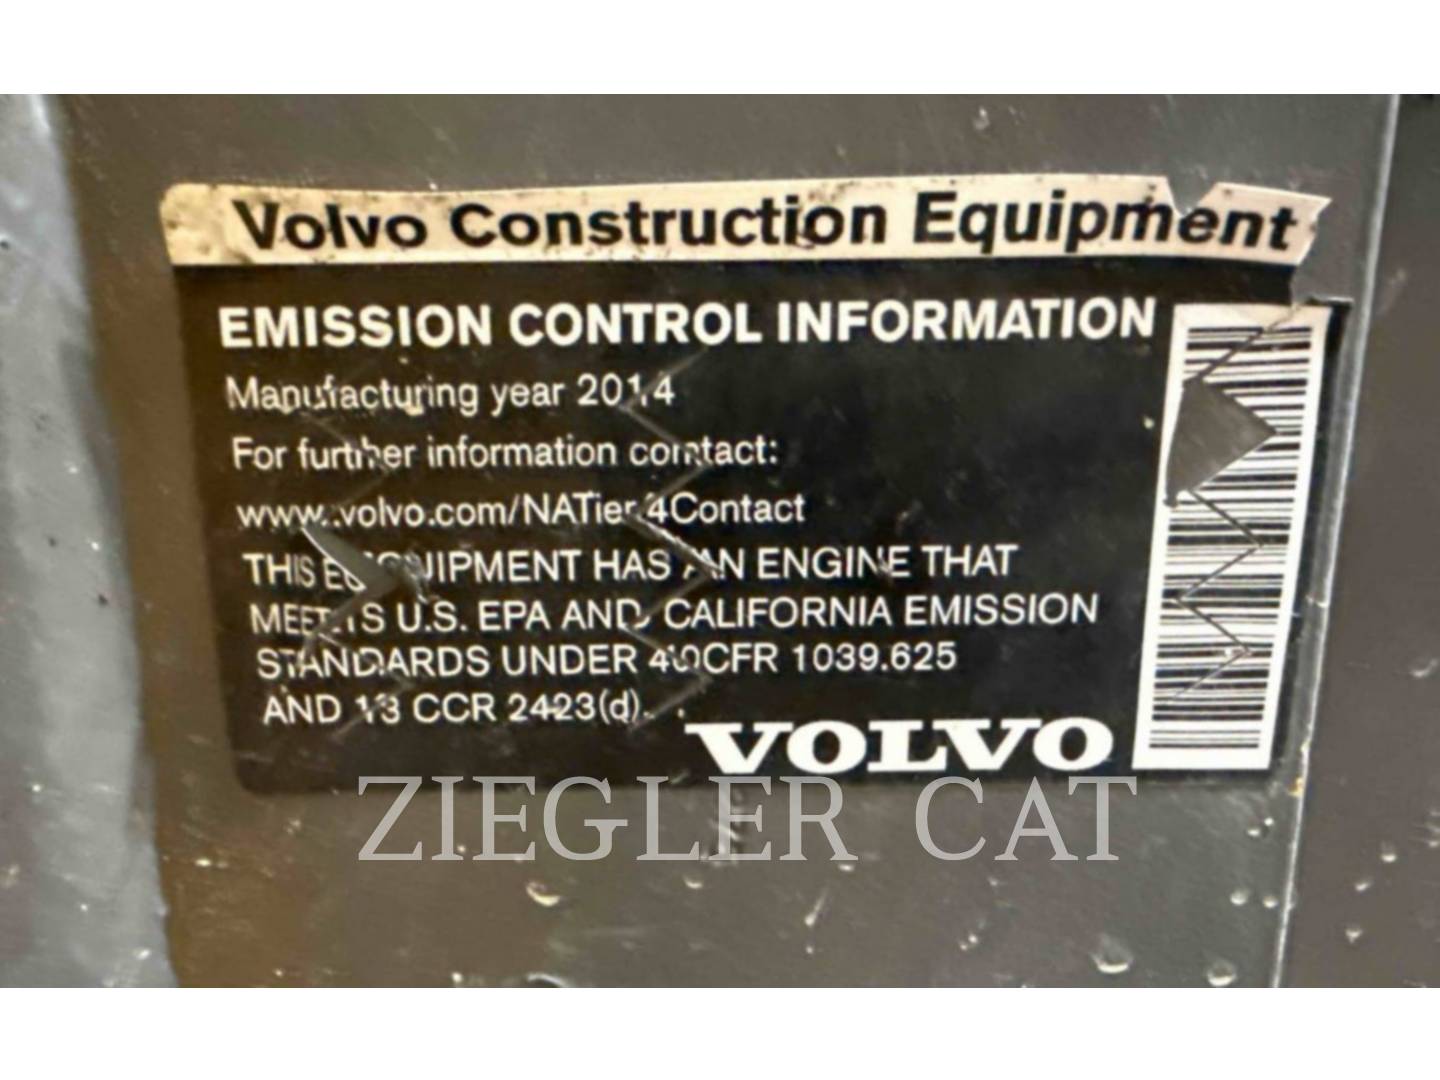 Volvo Construction Equipment
EMISSION CONTROL INFORMATION
Manufacturing year 2014
For further information contact:
www.volvo.com/NATier4Contact
THIS EQUIPMENT HAS AN ENGINE THAT
MEETS U.S. EPA AND CALIFORNIA EMISSION
STANDARDS UNDER 40CFR 1039.625
AND 13 CCR 2423(d).
VOLVO
ZIEGLER CAT